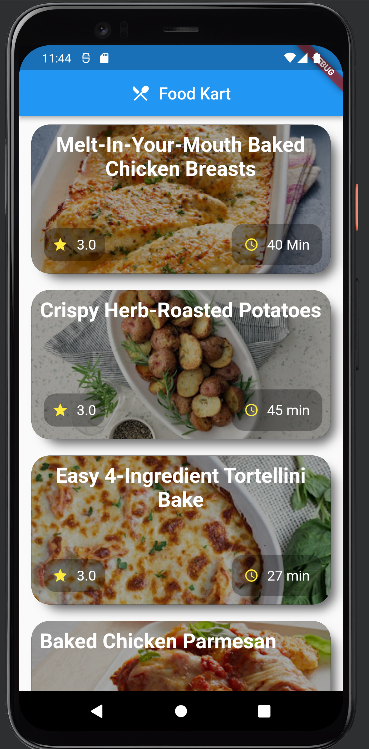 11:44
DEBUG
Food Kart
Melt-In-Your-Mouth Baked
Chicken Breasts
3.0
40 Min
Crispy Herb-Roasted Potatoes
3.0
45 min
Easy 4-Ingredient Tortellini
Bake
3.0
27 min
Baked Chicken Parmesan